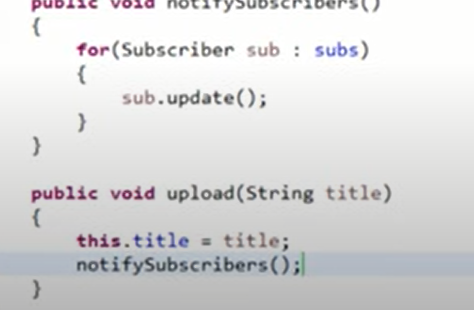 public void notifySubscribers()
{
for(Subscriber sub : subs)
{
sub.update();
}
}
public void upload(String title)
{
this.title = title;
notifySubscribers();
}